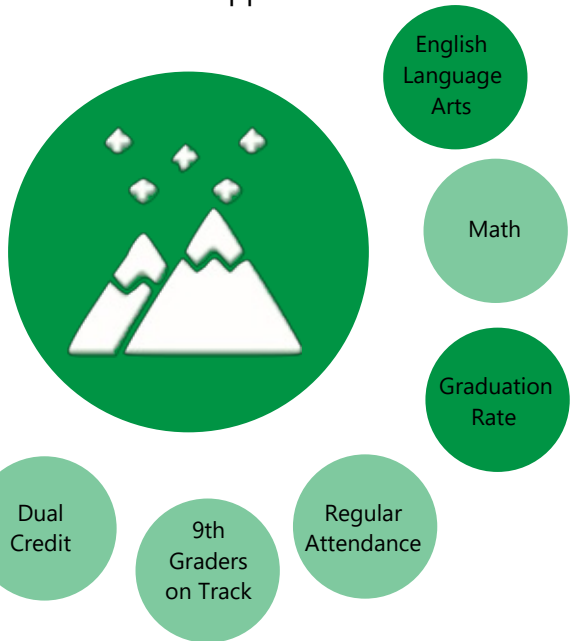 English
Language
Arts
Math
Graduation
Rate
Regular
Attendance
9th
Graders
on Track
Dual
Credit